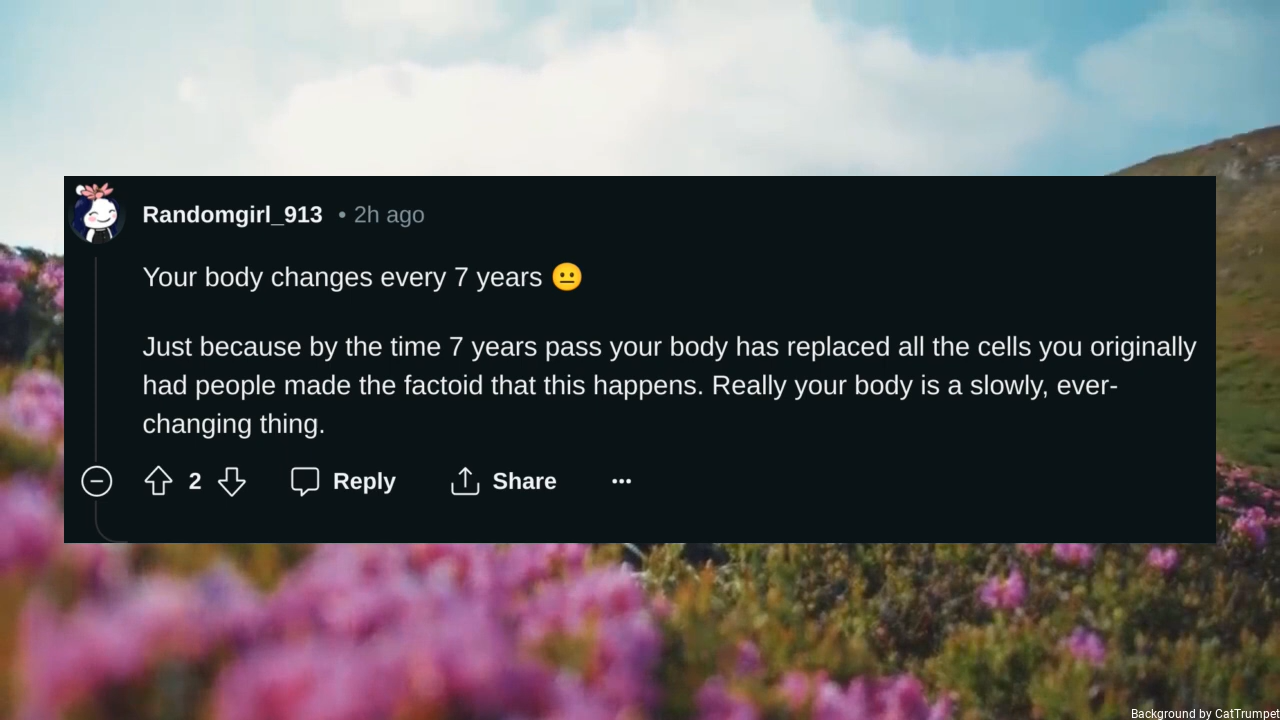 Randomgirl_913 • 2h ago
Your body changes every 7 years 😐
Just because by the time 7 years pass your body has replaced all the cells you originally
had people made the factoid that this happens. Really your body is a slowly, ever-
changing thing.
2 Reply Share ···
Background by CatTrumpet